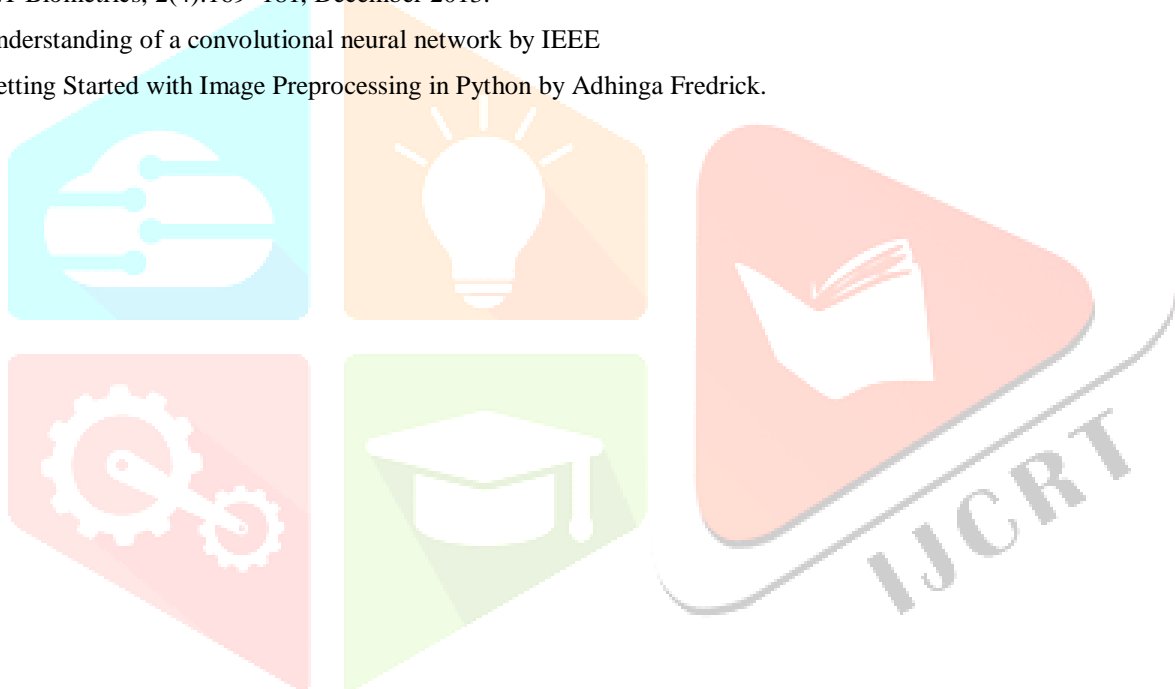 Biometrics, 2(4):169–181, December 2013.
nderstanding of a convolutional neural network by IEEE
etting Started with Image Preprocessing in Python by Adhinga Fredrick.
IJCRT